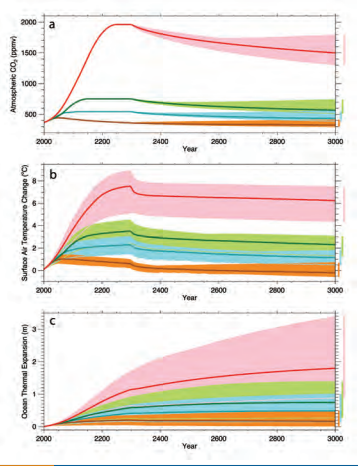 a
Atmospheric CO₂ (ppmv)
2000
1500
1000
500
2000 2200 2400 2600 2800 3000
Year
b
Surface Air Temperature Change (°C)
8
6
4
2
0
2000 2200 2400 2600 2800 3000
Year
c
Ocean Thermal Expansion (m)
3
2
1
0
2000 2200 2400 2600 2800 3000
Year